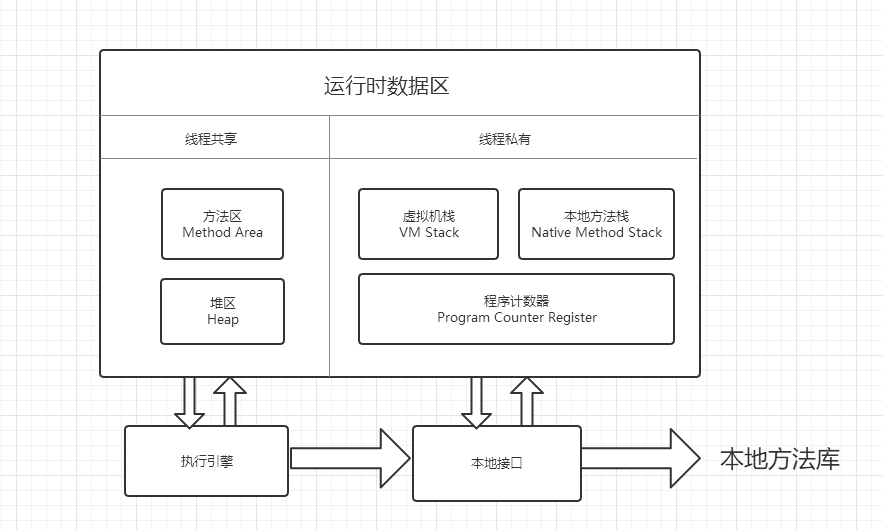 运行时数据区
线程共享
线程私有
方法区
Method Area
虚拟机栈
VM Stack
本地方法栈
Native Method Stack
堆区
Heap
程序计数器
Program Counter Register
执行引擎
本地接口
本地方法库